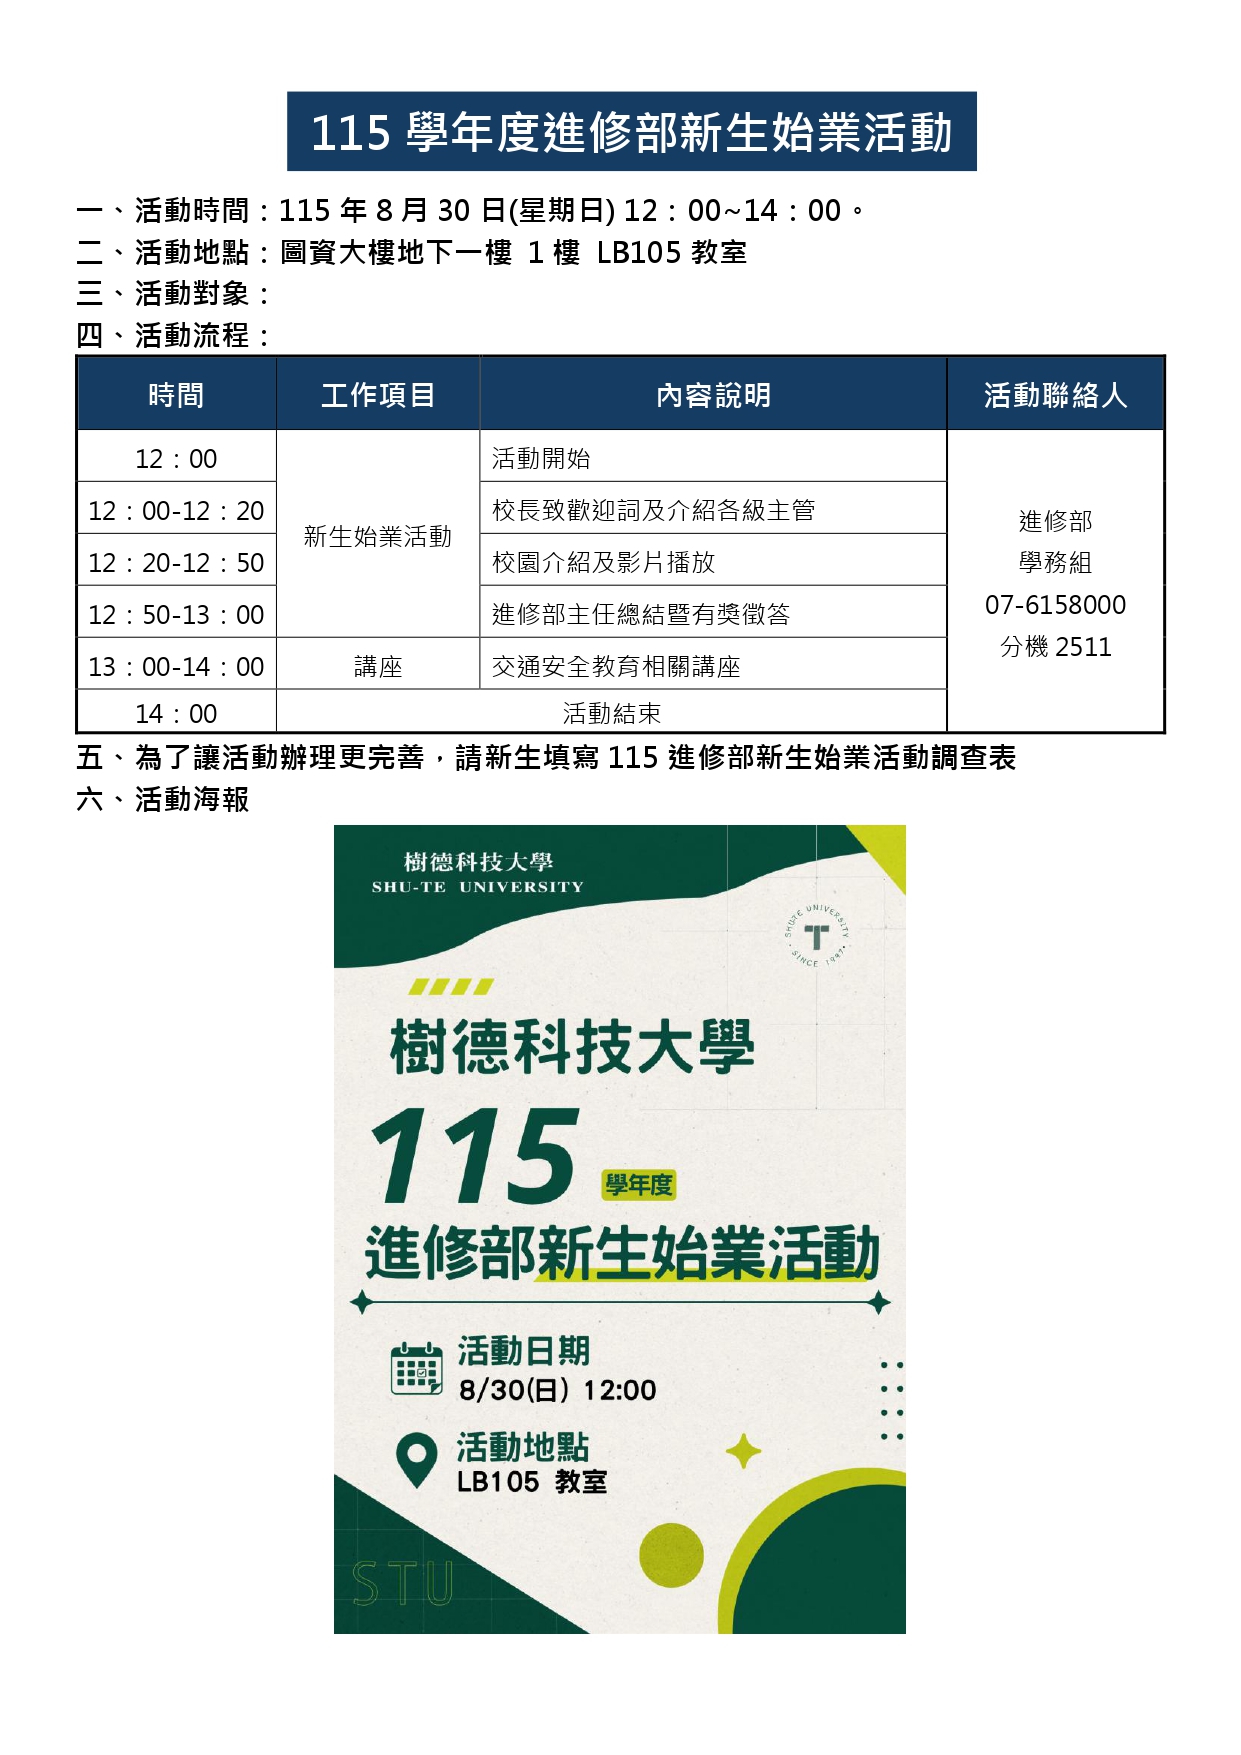 115 學年度進修部新生始業活動
一、活動時間：115 年 8 月 30 日(星期日) 12：00~14：00。
二、活動地點：圖資大樓地下一樓 1 樓 LB105 教室
三、活動對象：
四、活動流程：
時間 工作項目 內容說明 活動聯絡人
12：00 活動開始
12：00-12：20 校長致歡迎詞及介紹各級主管
新生始業活動
12：20-12：50 校園介紹及影片播放
12：50-13：00 進修部主任總結暨有獎徵答
13：00-14：00 講座 交通安全教育相關講座
14：00 活動結束
進修部
學務組
07-6158000
分機 2511
五、為了讓活動辦理更完善，請新生填寫 115 進修部新生始業活動調查表
六、活動海報
樹德科技大學
SHU-TE UNIVERSITY
SHUTE UNIVERSITY
T
SINCE 1997
樹德科技大學
115 學年度
進修部新生始業活動
活動日期
8/30(日) 12:00
活動地點
LB105 教室
STU